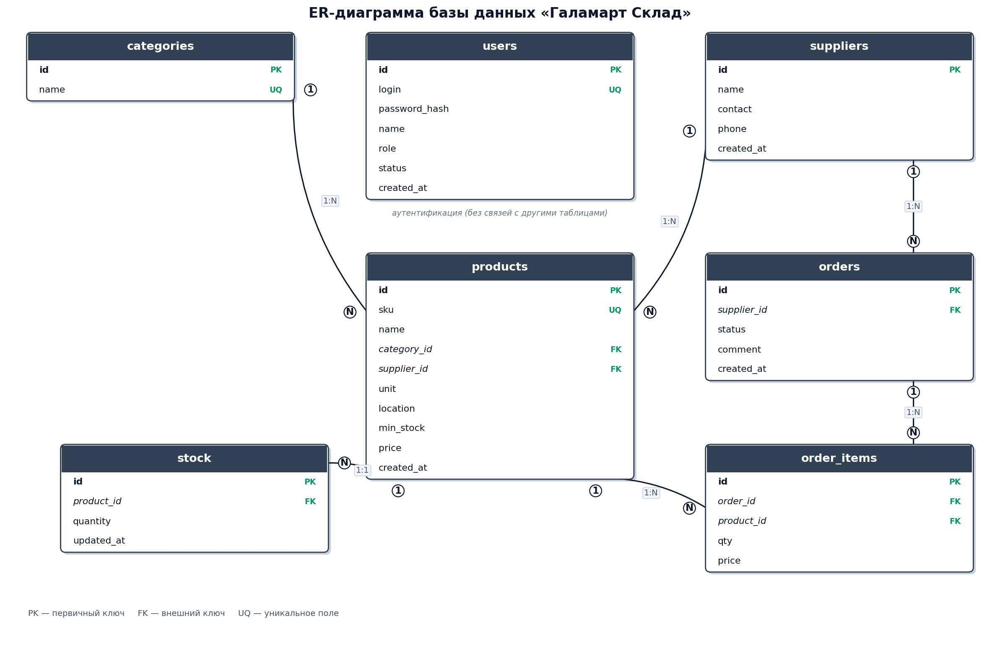 ER-диаграмма базы данных «Галамарт Склад»
categories
id PK
name UQ
1
users
id PK
login UQ
password_hash
name
role
status
created_at
аутентификация (без связей с другими таблицами)
suppliers
id PK
name
contact
phone
created_at
1
1
1:N
1:N
1:N
N
products
id PK
sku UQ
name
category_id FK
supplier_id FK
unit
location
min_stock
price
created_at
N
N
orders
id PK
supplier_id FK
status
comment
created_at
1
1:N
N
stock
id PK
product_id FK
quantity
updated_at
N
1:1
1
1
1:N
N
order_items
id PK
order_id FK
product_id FK
qty
price
PK — первичный ключ FK — внешний ключ UQ — уникальное поле